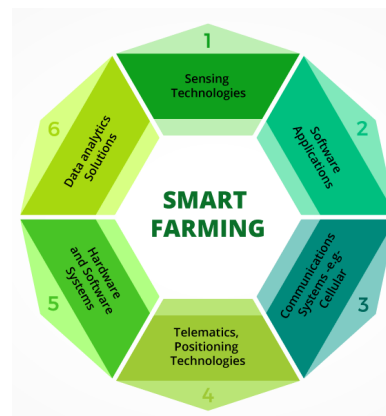 1
Sensing
Technologies
2
Software
Applications
3
Communications
Systems -e.g-
Cellular
4
Telematics,
Positioning
Technologies
5
Hardware
and Software
Systems
6
Data analytics
Solutions
SMART
FARMING